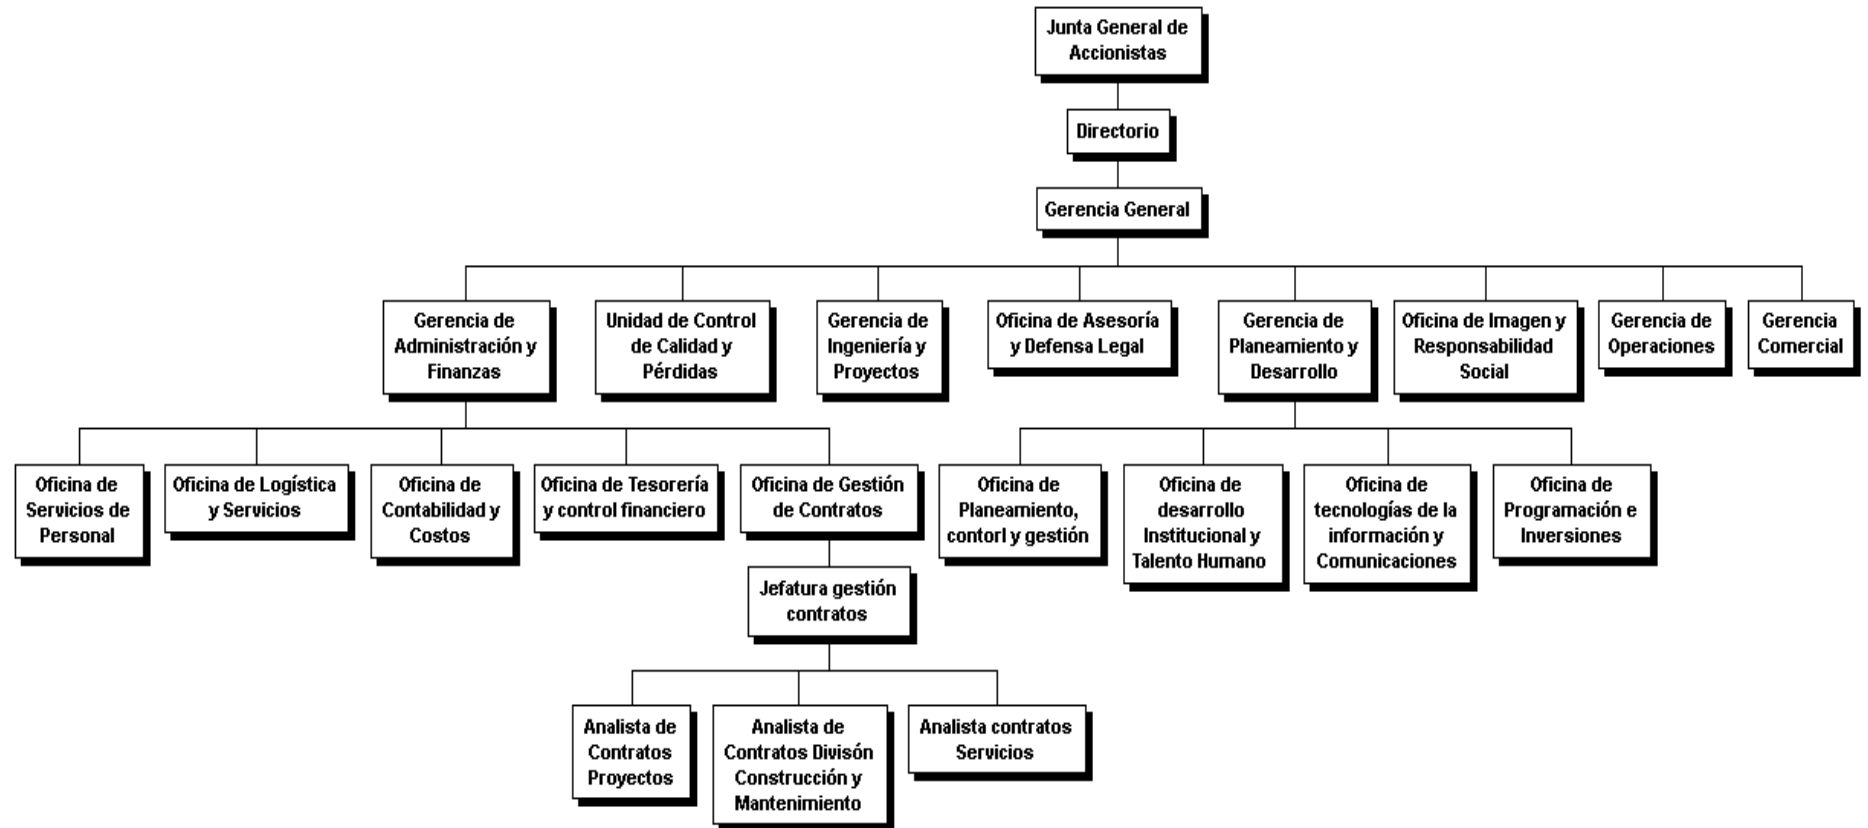 Junta General de
Accionistas
Directorio
Gerencia General
Gerencia de
Administración y
Finanzas
Unidad de Control
de Calidad y
Pérdidas
Gerencia de
Ingeniería y
Proyectos
Oficina de Asesoría
y Defensa Legal
Gerencia de
Planeamiento y
Desarrollo
Oficina de Imagen y
Responsabilidad
Social
Gerencia de
Operaciones
Gerencia
Comercial
Oficina de
Servicios de
Personal
Oficina de Logística
y Servicios
Oficina de
Contabilidad y
Costos
Oficina de Tesorería
y control financiero
Oficina de Gestión
de Contratos
Oficina de
Planeamiento,
contorl y gestión
Oficina de
desarrollo
Institucional y
Talento Humano
Oficina de
tecnologías de la
información y
Comunicaciones
Oficina de
Programación e
Inversiones
Jefatura gestión
contratos
Analista de
Contratos
Proyectos
Analista de
Contratos Divisón
Construcción y
Mantenimiento
Analista contratos
Servicios